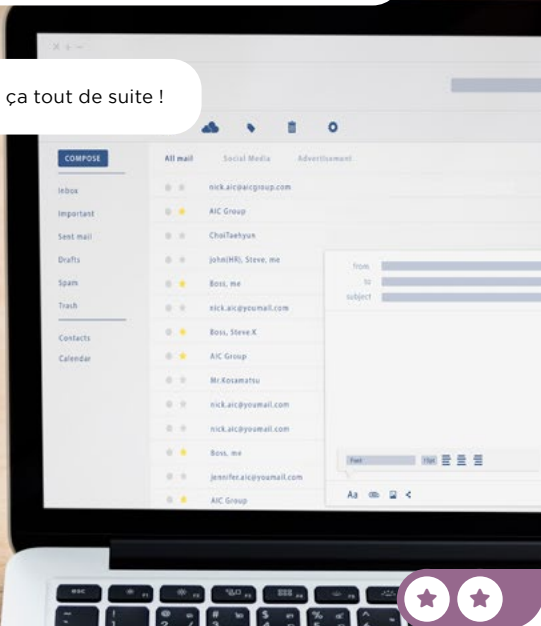 ça tout de suite !
COMPOSE
All mail
Social Media
Advertisement
Inbox
Important
Sent mail
Drafts
Spam
Trash
Contacts
Calendar
nick.aic@aicgroup.com
AIC Group
ChoiTaehyun
John(HR), Steve, me
Boss, me
nick.aic@youmail.com
Boss, Steve.K
AIC Group
Mr.Kosamatsu
nick.aic@youmail.com
nick.aic@youmail.com
Boss, me
jennifer.aic@youmail.com
AIC Group
from
to
subject
Font
Aa
esc